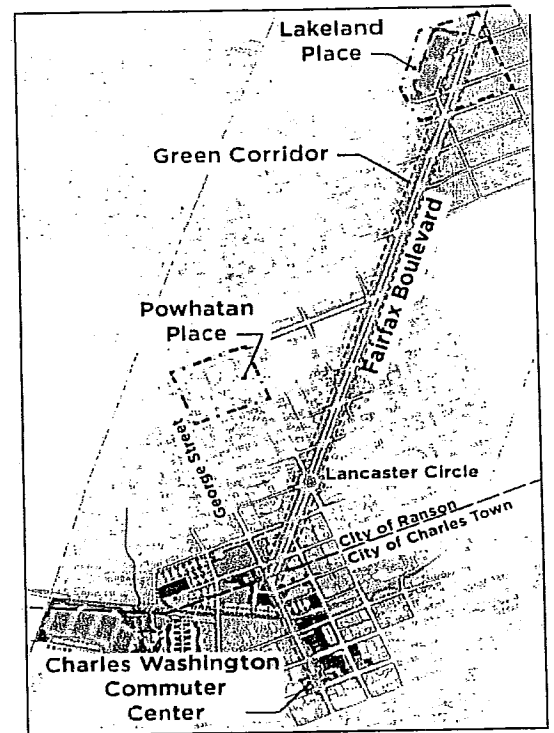 Lakeland
Place
Green Corridor
Fairfax Boulevard
Powhatan
Place
George Street
Lancaster Circle
City of Ranson
City of Charles Town
Charles Washington
Commuter
Center